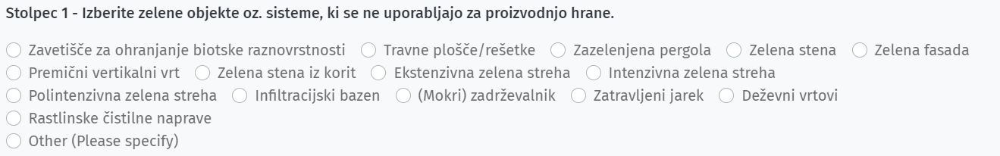 Stolpec 1 - Izberite zelene objekte oz. sisteme, ki se ne uporabljajo za proizvodnjo hrane.
Zavetišče za ohranjanje biotske raznovrstnosti Travne plošče/rešetke Zazelenjena pergola Zelena stena Zelena fasada
Premični vertikalni vrt Zelena stena iz korit Ekstenzivna zelena streha Intenzivna zelena streha
Polintenzivna zelena streha Infiltracijski bazen (Mokri) zadrževalnik Zatravljeni jarek Deževni vrtovi
Rastlinske čistilne naprave
Other (Please specify)